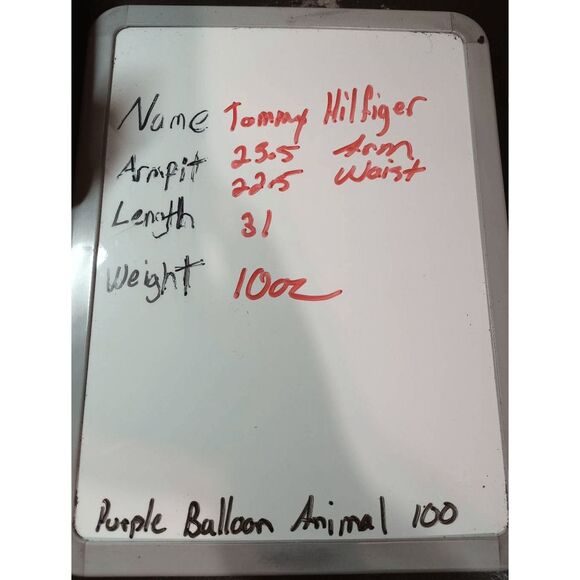 Name Tommy Hilfiger
Armpit 23.5 Arm
22.5 Waist
Length 31
Weight 10oz
Purple Balloon Animal 100